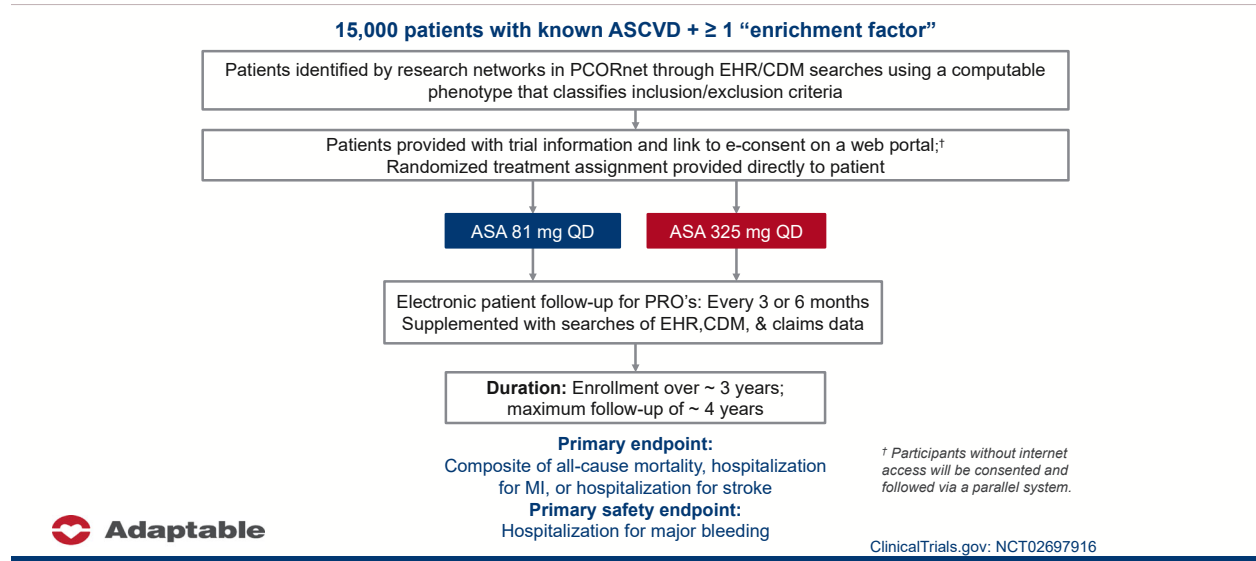 15,000 patients with known ASCVD + ≥ 1 “enrichment factor”
Patients identified by research networks in PCORnet through EHR/CDM searches using a computable
phenotype that classifies inclusion/exclusion criteria
Patients provided with trial information and link to e-consent on a web portal;†
Randomized treatment assignment provided directly to patient
ASA 81 mg QD
ASA 325 mg QD
Electronic patient follow-up for PRO’s: Every 3 or 6 months
Supplemented with searches of EHR,CDM, & claims data
Duration: Enrollment over ~ 3 years;
maximum follow-up of ~ 4 years
Primary endpoint:
Composite of all-cause mortality, hospitalization
for MI, or hospitalization for stroke
Primary safety endpoint:
Hospitalization for major bleeding
† Participants without internet
access will be consented and
followed via a parallel system.
Adaptable
ClinicalTrials.gov: NCT02697916